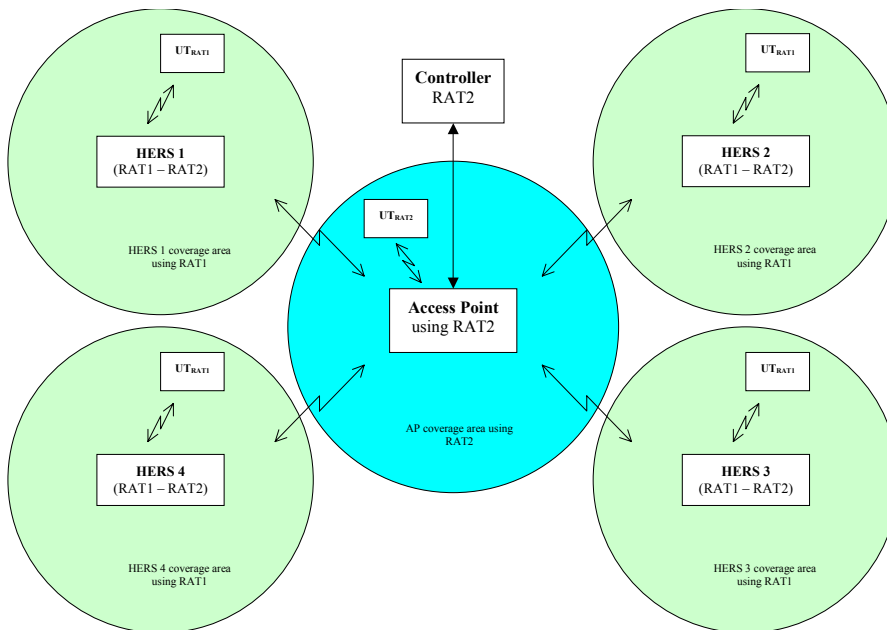 UTRAT1
HERS 1
(RAT1 – RAT2)
HERS 1 coverage area
using RAT1
Controller
RAT2
UTRAT1
HERS 2
(RAT1 – RAT2)
HERS 2 coverage area
using RAT1
UTRAT2
Access Point
using RAT2
AP coverage area using
RAT2
UTRAT1
HERS 4
(RAT1 – RAT2)
HERS 4 coverage area
using RAT1
UTRAT1
HERS 3
(RAT1 – RAT2)
HERS 3 coverage area
using RAT1